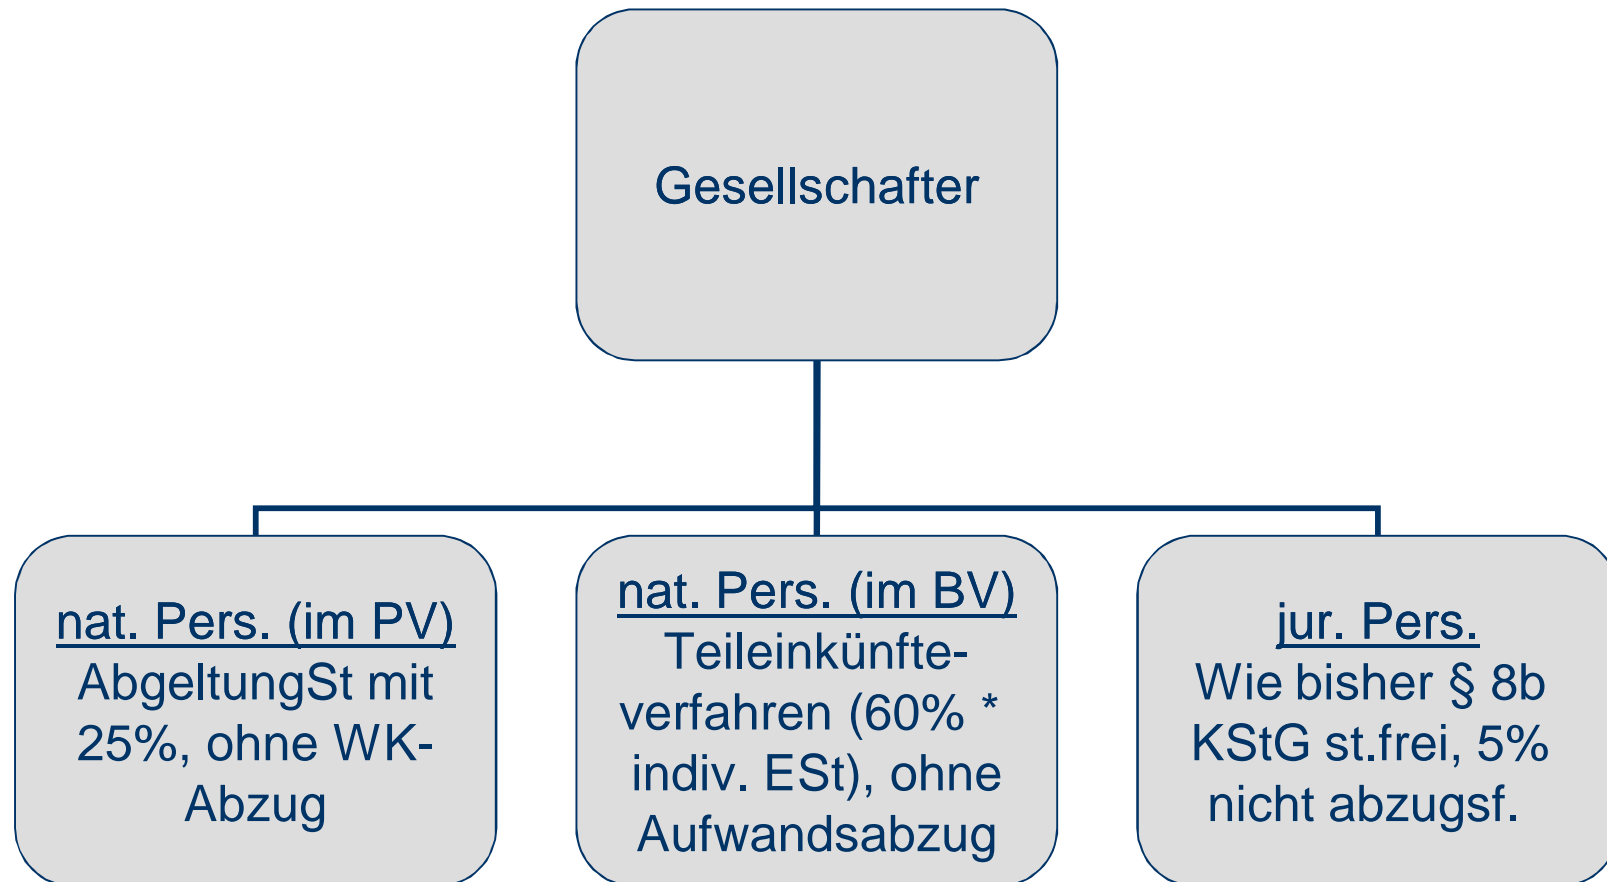 Gesellschafter
nat. Pers. (im PV)
AbgeltungSt mit
25%, ohne WK-
Abzug
nat. Pers. (im BV)
Teileinkünfte-
verfahren (60% *
indiv. ESt), ohne
Aufwandsabzug
jur. Pers.
Wie bisher § 8b
KStG st.frei, 5%
nicht abzugsf.